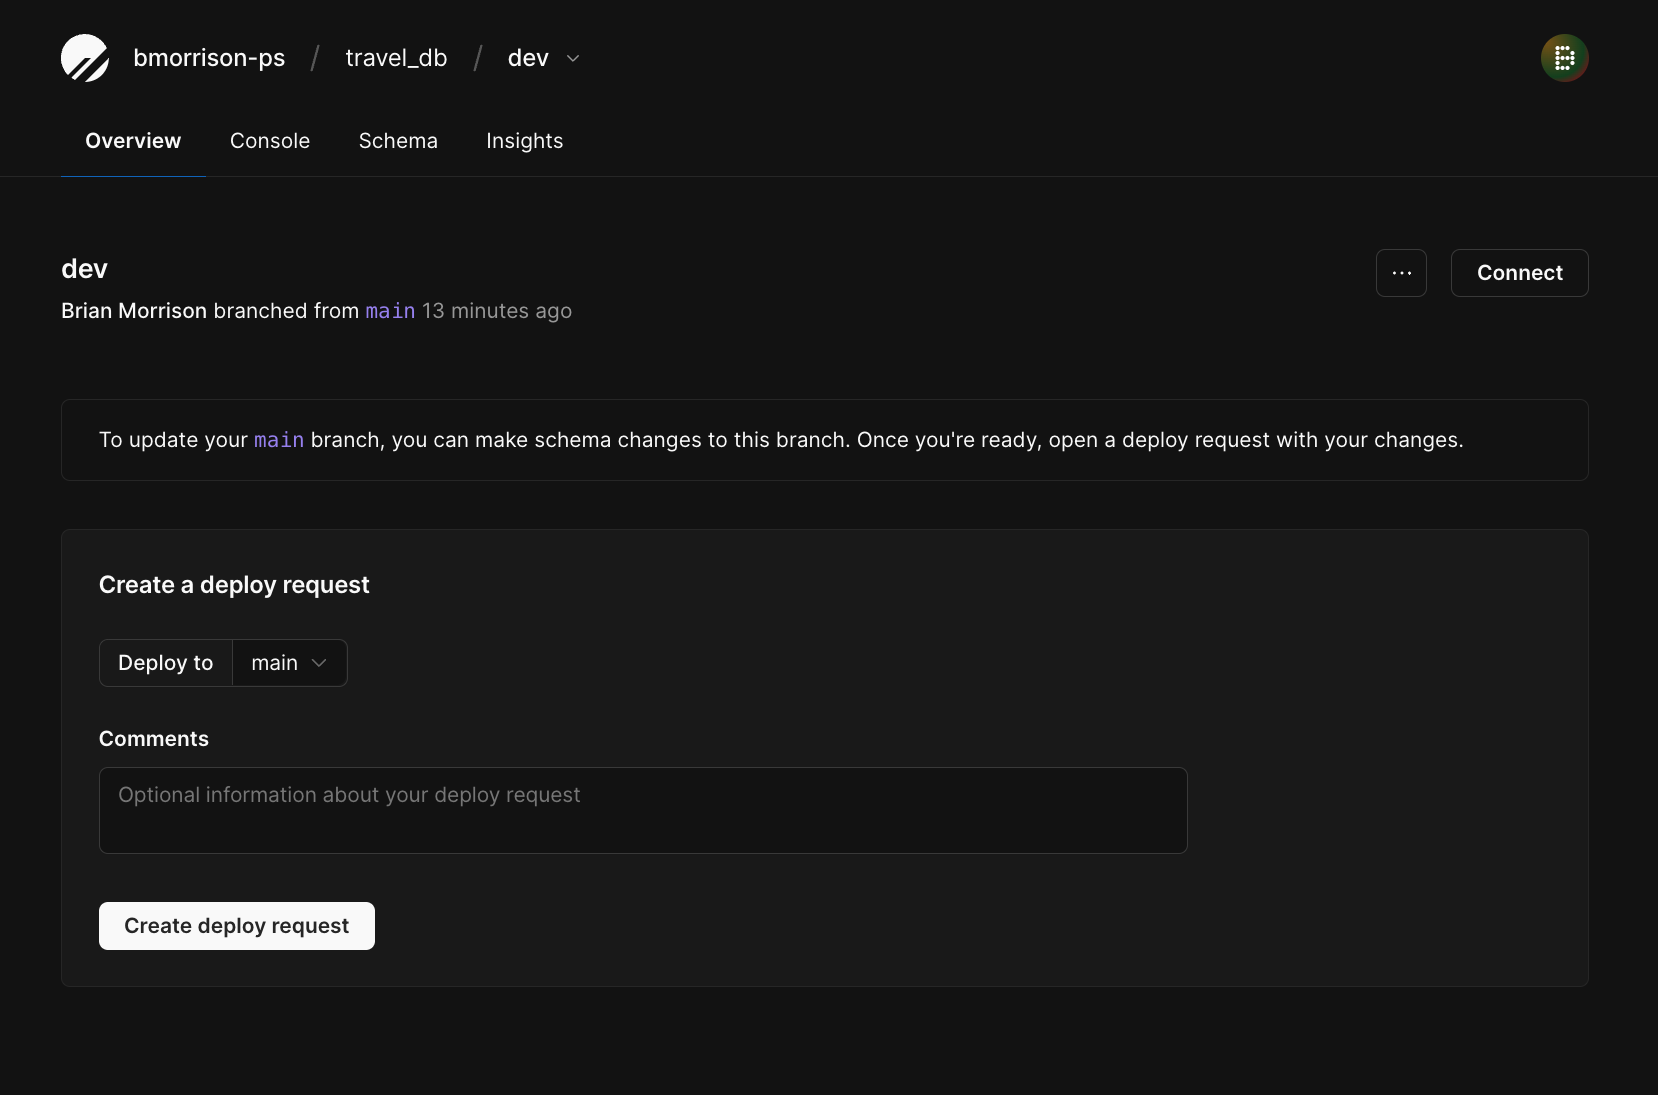 bmorrison-ps / travel_db / dev
Overview Console Schema Insights
dev
Brian Morrison branched from main 13 minutes ago
... Connect
To update your main branch, you can make schema changes to this branch. Once you're ready, open a deploy request with your changes.
Create a deploy request
Deploy to main
Comments
Optional information about your deploy request
Create deploy request